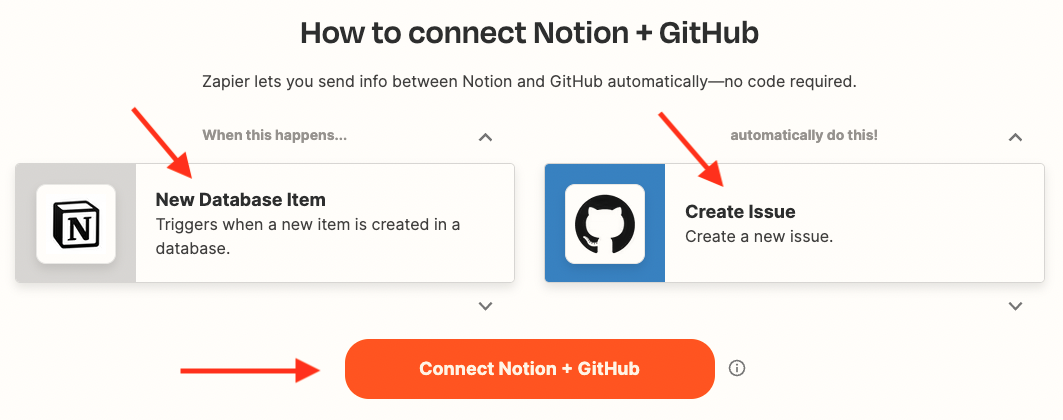 How to connect Notion + GitHub
Zapier lets you send info between Notion and GitHub automatically—no code required.
When this happens...
automatically do this!
N
New Database Item
Triggers when a new item is created in a
database.
Create Issue
Create a new issue.
Connect Notion + GitHub